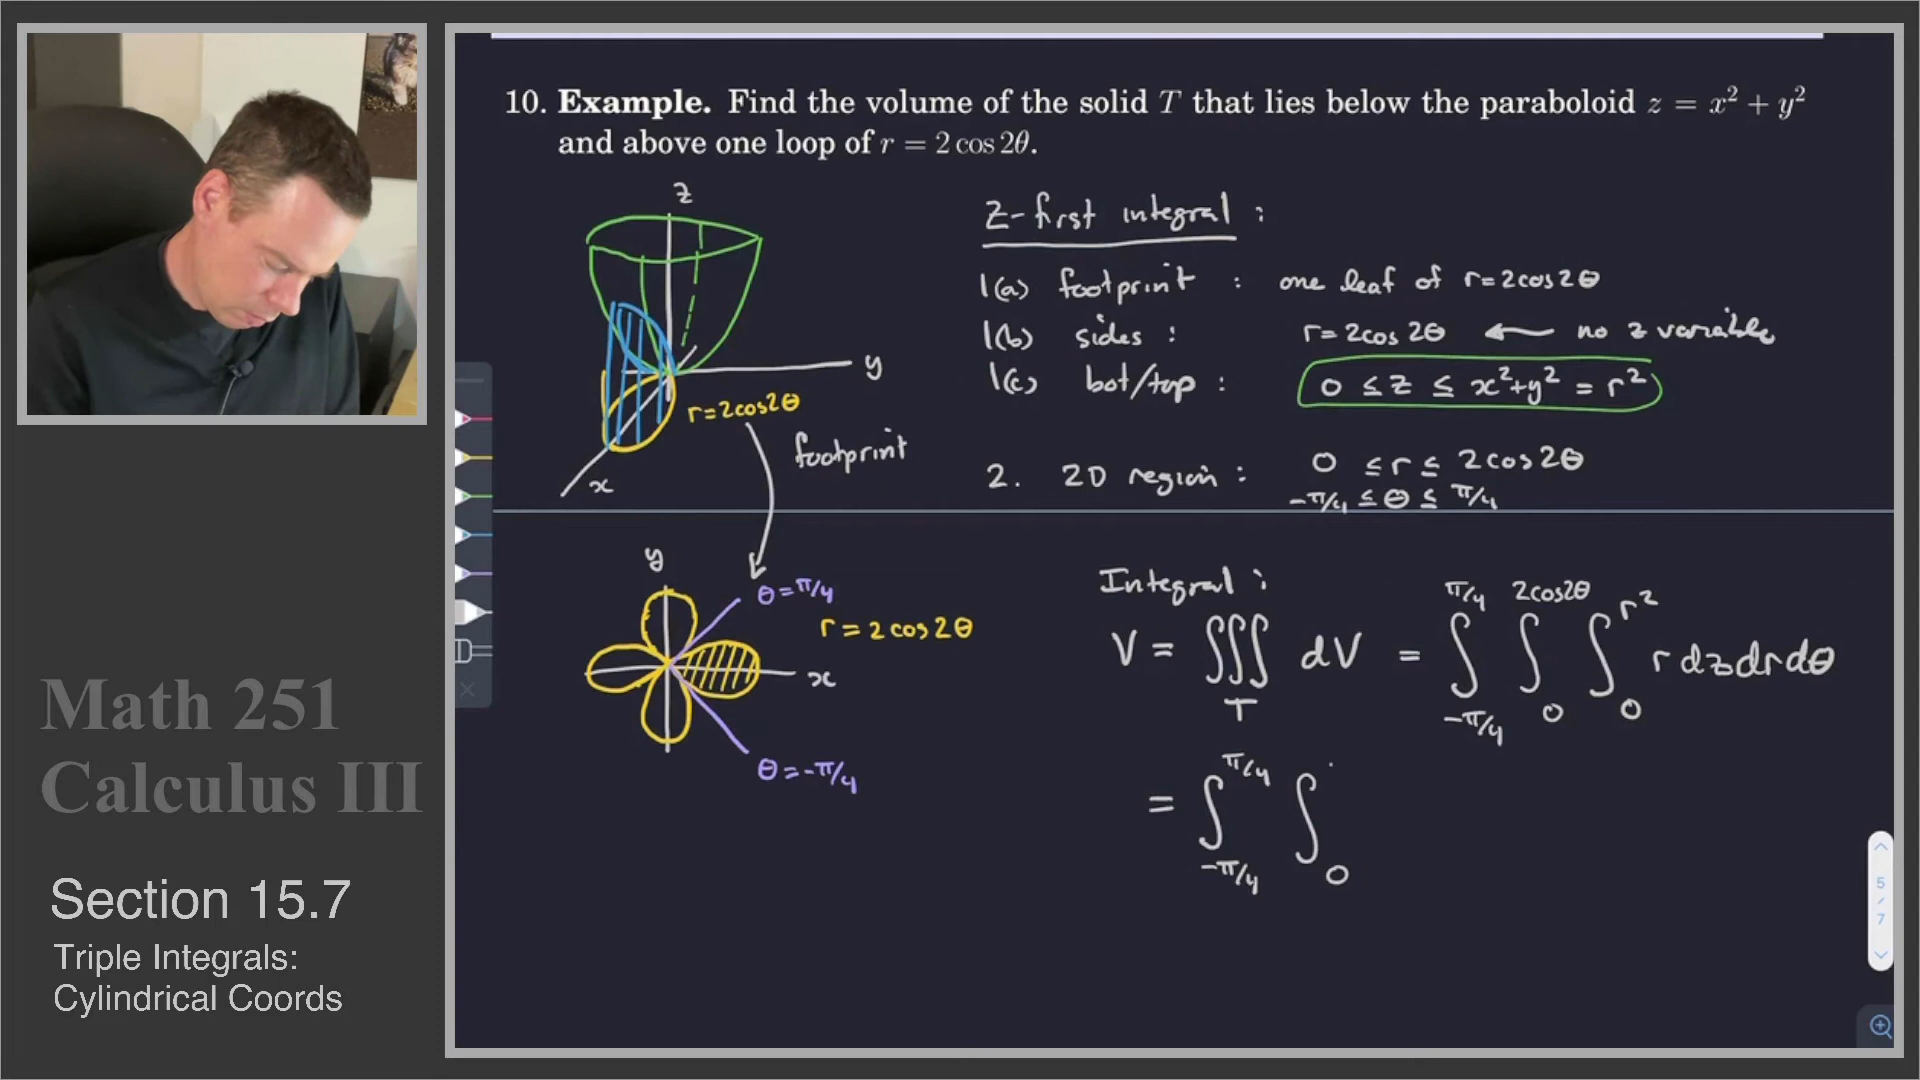 10. Example. Find the volume of the solid T that lies below the paraboloid z = x² + y²
and above one loop of r = 2 cos 2θ.
z
y
x
r=2cos2θ
footprint
Z-first integral :
1(a) footprint : one leaf of r=2cos2θ
1(b) sides : r=2cos 2θ ← no z variable
1(c) bot/top : 0 ≤ z ≤ x²+y² = r²
2. 2D region : 0 ≤ r ≤ 2cos2θ
-π/4 ≤ θ ≤ π/4
y
x
θ=π/4
r = 2cos2θ
θ=-π/4
Integral :
V = ∭_T dV = ∫_{-π/4}^{π/4} ∫_0^{2cos2θ} ∫_0^{r²} r dz dr dθ
= ∫_{-π/4}^{π/4} ∫_0
Math 251
Calculus III
Section 15.7
Triple Integrals:
Cylindrical Coords
5
/
7